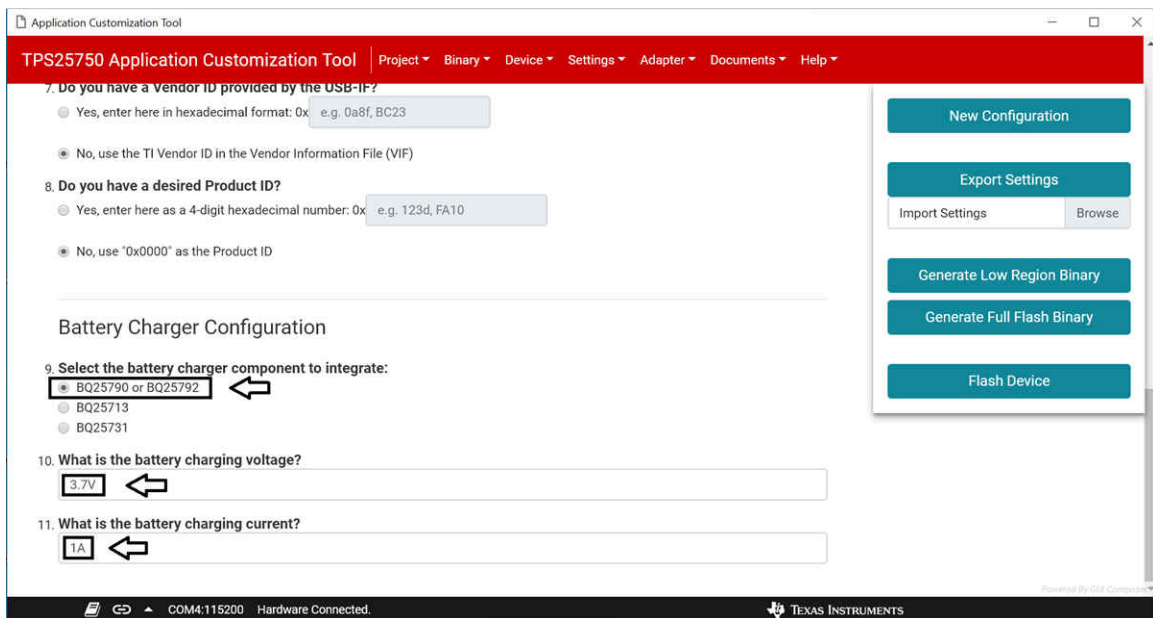 Application Customization Tool
TPS25750 Application Customization Tool Project Binary Device Settings Adapter Documents Help
7. Do you have a Vendor ID provided by the USB-IF?
Yes, enter here in hexadecimal format: 0x e.g. 0a8f, BC23
No, use the TI Vendor ID in the Vendor Information File (VIF)
8. Do you have a desired Product ID?
Yes, enter here as a 4-digit hexadecimal number: 0x e.g. 123d, FA10
No, use "0x0000" as the Product ID
Battery Charger Configuration
9. Select the battery charger component to integrate:
BQ25790 or BQ25792
BQ25713
BQ25731
10. What is the battery charging voltage?
3.7V
11. What is the battery charging current?
1A
New Configuration
Export Settings
Import Settings Browse
Generate Low Region Binary
Generate Full Flash Binary
Flash Device
Powered By GUI Composer
COM4:115200 Hardware Connected.
TEXAS INSTRUMENTS